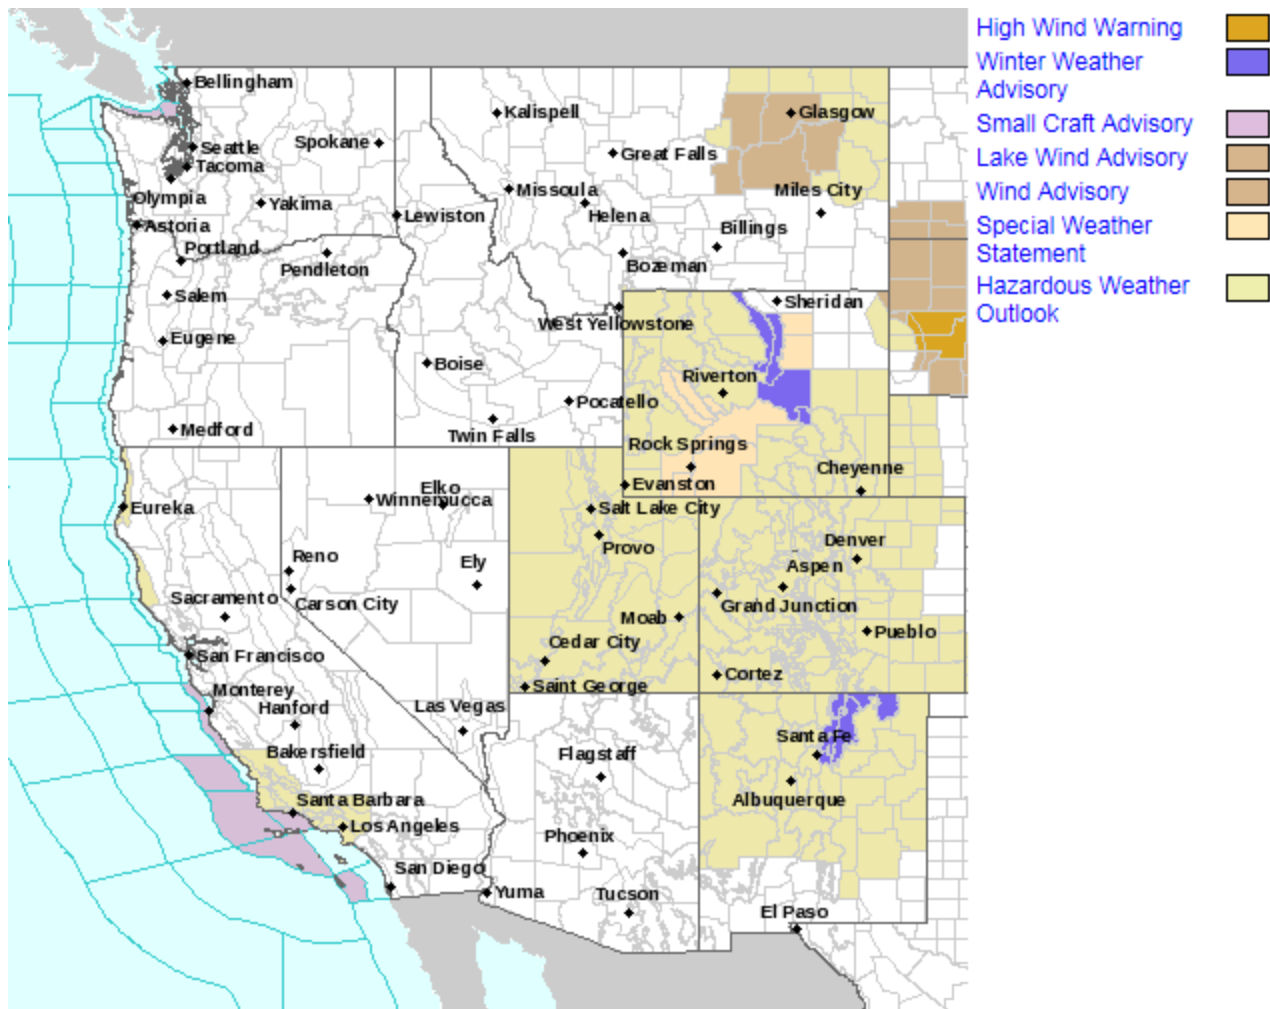 High Wind Warning
Winter Weather
Advisory
Small Craft Advisory
Lake Wind Advisory
Wind Advisory
Special Weather
Statement
Hazardous Weather
Outlook
Bellingham
Kalispell
Glasgow
Seattle
Spokane
Great Falls
Tacoma
Missoula
Miles City
Olympia
Yakima
Lewiston
Helena
Astoria
Billings
Portland
Pendleton
Bozeman
Salem
Sheridan
West Yellowstone
Eugene
Boise
Riverton
Pocatello
Medford
Twin Falls
Rock Springs
Cheyenne
Elko
Evanston
Winnemucca
Eureka
Salt Lake City
Denver
Provo
Reno
Ely
Aspen
Sacramento
Carson City
Grand Junction
Moab
Pueblo
Cedar City
San Francisco
Cortez
Saint George
Monterey
Hanford
Las Vegas
Santa Fe
Bakersfield
Flagstaff
Santa Barbara
Albuquerque
Los Angeles
Phoenix
San Diego
Yuma
Tucson
El Paso